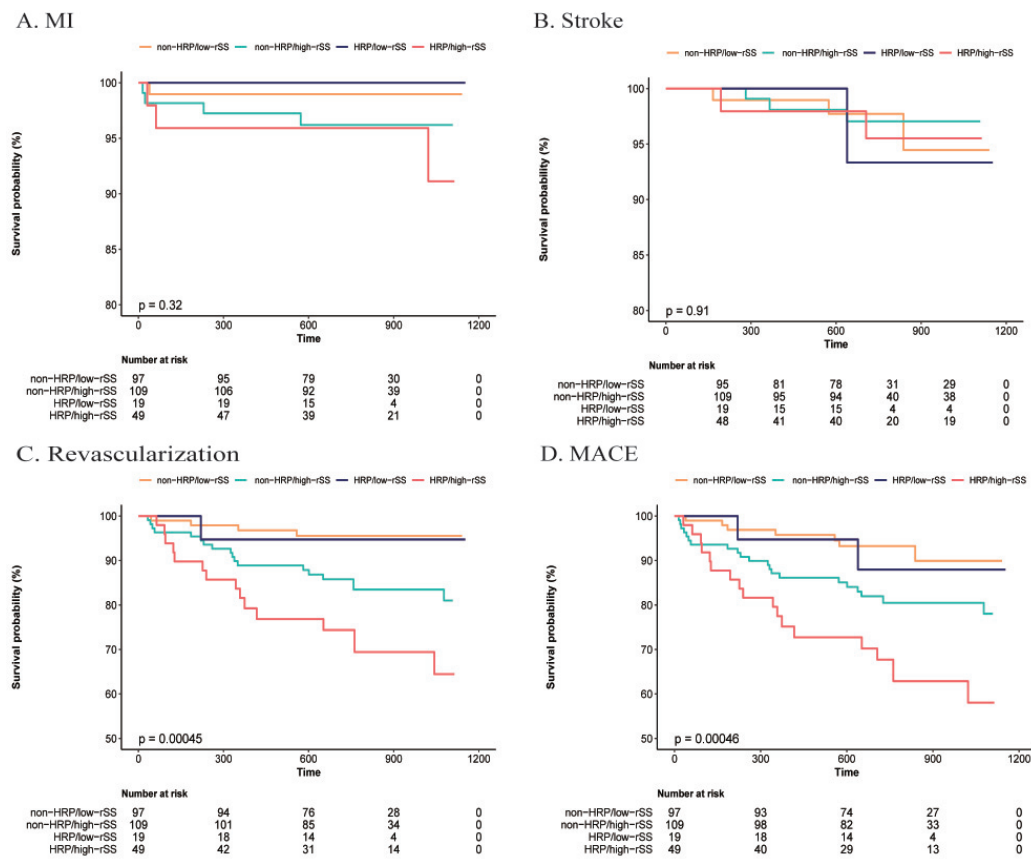 A. MI
non-HRP/low-rSS non-HRP/high-rSS HRP/low-rSS HRP/high-rSS
Survival probability (%)
100
95
90
85
80
p = 0.32
0 300 600 900 1200
Time
Number at risk
non-HRP/low-rSS 97 95 79 30 0
non-HRP/high-rSS 109 106 92 39 0
HRP/low-rSS 19 19 15 4 0
HRP/high-rSS 49 47 39 21 0
B. Stroke
non-HRP/low-rSS non-HRP/high-rSS HRP/low-rSS HRP/high-rSS
Survival probability (%)
100
95
90
85
80
p = 0.91
0 300 600 900 1200
Time
Number at risk
non-HRP/low-rSS 95 81 78 31 29 0
non-HRP/high-rSS 109 95 94 40 38 0
HRP/low-rSS 19 15 15 4 4 0
HRP/high-rSS 48 41 40 20 19 0
C. Revascularization
non-HRP/low-rSS non-HRP/high-rSS HRP/low-rSS HRP/high-rSS
Survival probability (%)
100
90
80
70
60
50
p = 0.00045
0 300 600 900 1200
Time
Number at risk
non-HRP/low-rSS 97 94 76 28 0
non-HRP/high-rSS 109 101 85 34 0
HRP/low-rSS 19 18 14 4 0
HRP/high-rSS 49 42 31 14 0
D. MACE
non-HRP/low-rSS non-HRP/high-rSS HRP/low-rSS HRP/high-rSS
Survival probability (%)
100
90
80
70
60
50
p = 0.00046
0 300 600 900 1200
Time
Number at risk
non-HRP/low-rSS 97 93 74 27 0
non-HRP/high-rSS 109 98 82 33 0
HRP/low-rSS 19 18 14 4 0
HRP/high-rSS 49 40 29 13 0